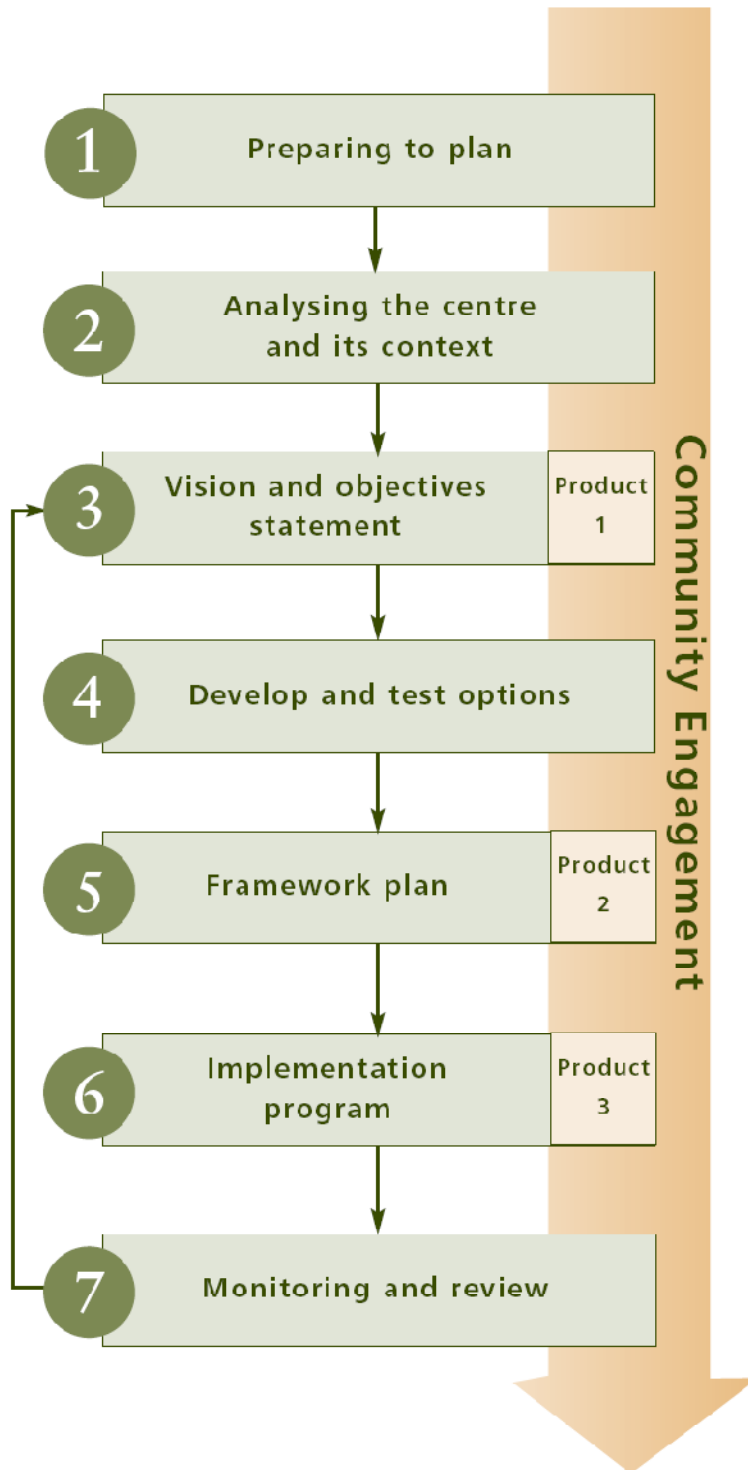 1
Preparing to plan
2
Analysing the centre
and its context
3
Vision and objectives
statement
Product
1
4
Develop and test options
5
Framework plan
Product
2
6
Implementation
program
Product
3
7
Monitoring and review
Community Engagement